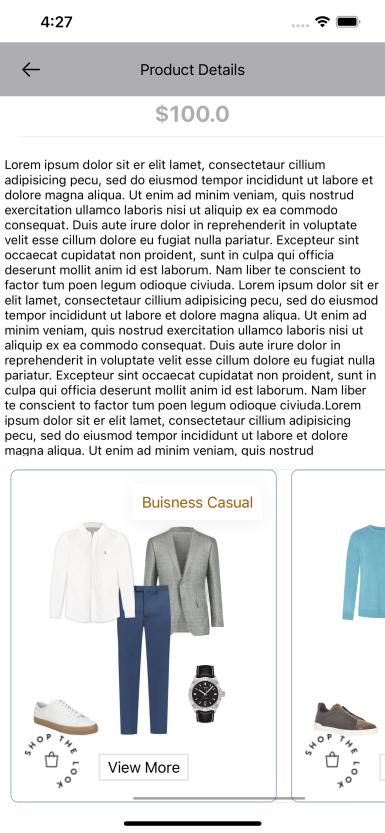 4:27
Product Details
$100.0
Lorem ipsum dolor sit er elit lamet, consectetaur cillium
adipisicing pecu, sed do eiusmod tempor incididunt ut labore et
dolore magna aliqua. Ut enim ad minim veniam, quis nostrud
exercitation ullamco laboris nisi ut aliquip ex ea commodo
consequat. Duis aute irure dolor in reprehenderit in voluptate
velit esse cillum dolore eu fugiat nulla pariatur. Excepteur sint
occaecat cupidatat non proident, sunt in culpa qui officia
deserunt mollit anim id est laborum. Nam liber te conscient to
factor tum poen legum odioque civiuda. Lorem ipsum dolor sit er
elit lamet, consectetaur cillium adipisicing pecu, sed do eiusmod
tempor incididunt ut labore et dolore magna aliqua. Ut enim ad
minim veniam, quis nostrud exercitation ullamco laboris nisi ut
aliquip ex ea commodo consequat. Duis aute irure dolor in
reprehenderit in voluptate velit esse cillum dolore eu fugiat nulla
pariatur. Excepteur sint occaecat cupidatat non proident, sunt in
culpa qui officia deserunt mollit anim id est laborum. Nam liber
te conscient to factor tum poen legum odioque civiuda.Lorem
ipsum dolor sit er elit lamet, consectetaur cillium adipisicing
pecu, sed do eiusmod tempor incididunt ut labore et dolore
magna aliqua. Ut enim ad minim veniam, quis nostrud
Buisness Casual
SHOP THE LOOK
View More
SHOP THE LOOK